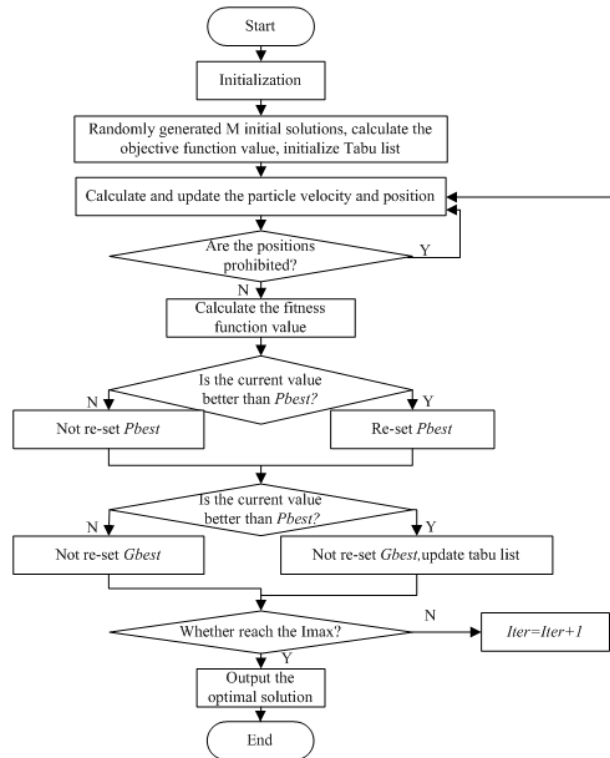 Start
Initialization
Randomly generated M initial solutions, calculate the
objective function value, initialize Tabu list
Calculate and update the particle velocity and position
Are the positions
prohibited?
Y
N
Calculate the fitness
function value
Is the current value
better than Pbest?
N
Y
Not re-set Pbest
Re-set Pbest
Is the current value
better than Pbest?
N
Y
Not re-set Gbest
Not re-set Gbest,update tabu list
Whether reach the Imax?
N
Iter=Iter+1
Y
Output the
optimal solution
End